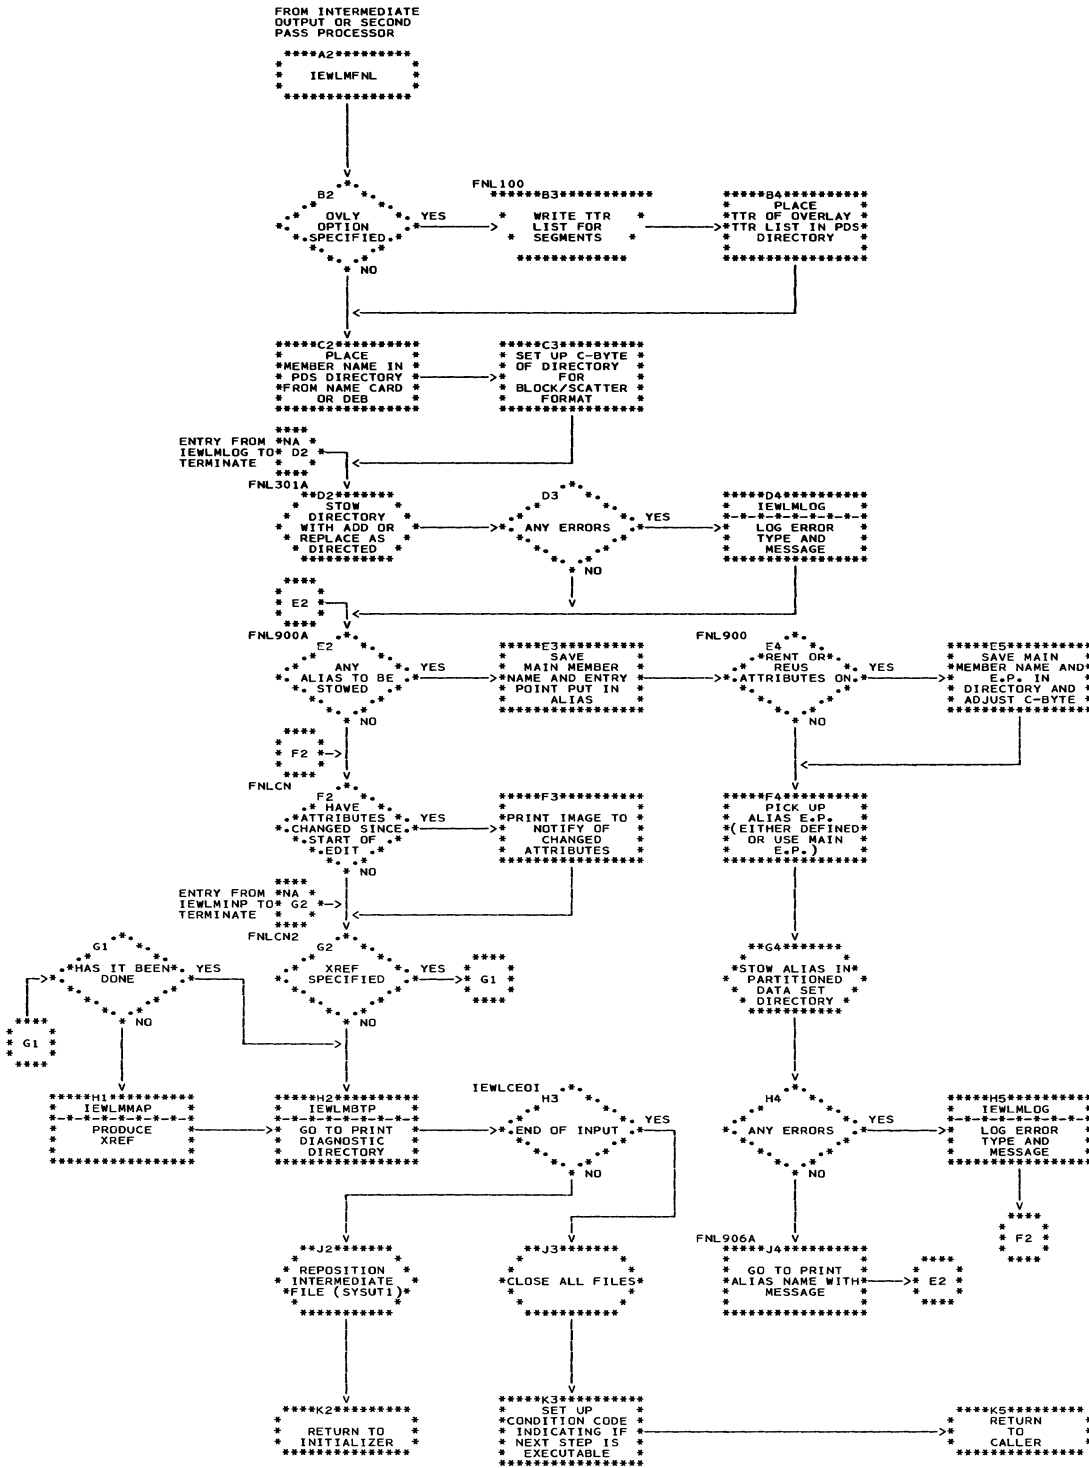 FROM INTERMEDIATE
OUTPUT OR SECOND
PASS PROCESSOR
A2
IEWLMFNL
B2
OVLY
OPTION
SPECIFIED
YES
NO
FNL100
B3
WRITE TTR
LIST FOR
SEGMENTS
B4
PLACE
TTR OF OVERLAY
TTR LIST IN PDS
DIRECTORY
C2
PLACE
MEMBER NAME IN
PDS DIRECTORY
FROM NAME CARD
OR DEB
C3
SET UP C-BYTE
OF DIRECTORY
FOR
BLOCK/SCATTER
FORMAT
ENTRY FROM
IEWLMLOG TO
TERMINATE
NA
D2
FNL301A
D2
STOW
DIRECTORY
WITH ADD OR
REPLACE AS
DIRECTED
D3
ANY ERRORS
YES
NO
D4
IEWLMLOG
LOG ERROR
TYPE AND
MESSAGE
E2
FNL900A
E2
ANY
ALIAS TO BE
STOWED
YES
NO
E3
SAVE
MAIN MEMBER
NAME AND ENTRY
POINT PUT IN
ALIAS
FNL900
E4
RENT OR
REUS
ATTRIBUTES ON
YES
NO
E5
SAVE MAIN
MEMBER NAME AND
E.P. IN
DIRECTORY AND
ADJUST C-BYTE
F2
FNLCN
F2
HAVE
ATTRIBUTES
CHANGED SINCE
START OF
EDIT
YES
NO
F3
PRINT IMAGE TO
NOTIFY OF
CHANGED
ATTRIBUTES
F4
PICK UP
ALIAS E.P.
(EITHER DEFINED
OR USE MAIN
E.P.)
ENTRY FROM
IEWLMINP TO
TERMINATE
NA
G2
FNLCN2
G1
HAS IT BEEN
DONE
YES
NO
G1
G2
XREF
SPECIFIED
YES
NO
G1
G4
STOW ALIAS IN
PARTITIONED
DATA SET
DIRECTORY
H1
IEWLMMAP
PRODUCE
XREF
H2
IEWLMBTP
GO TO PRINT
DIAGNOSTIC
DIRECTORY
IEWLCEOI
H3
END OF INPUT
YES
NO
H4
ANY ERRORS
YES
NO
H5
IEWLMLOG
LOG ERROR
TYPE AND
MESSAGE
F2
J2
REPOSITION
INTERMEDIATE
FILE (SYSUT1)
J3
CLOSE ALL FILES
FNL906A
J4
GO TO PRINT
ALIAS NAME WITH
MESSAGE
E2
K2
RETURN TO
INITIALIZER
K3
SET UP
CONDITION CODE
INDICATING IF
NEXT STEP IS
EXECUTABLE
K5
RETURN
TO
CALLER